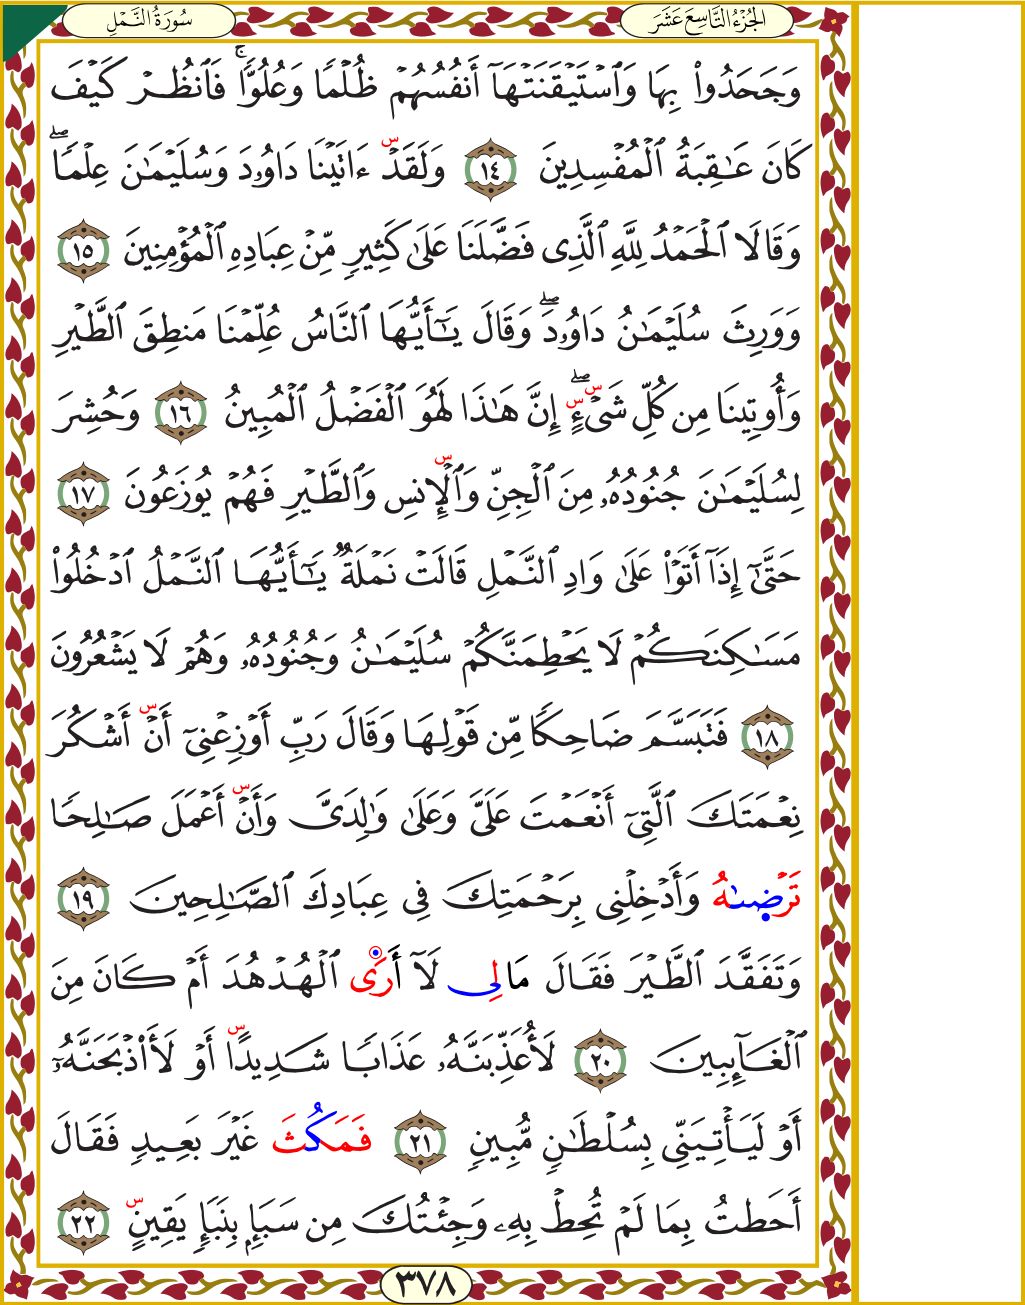 سُورَةُ النَّمْلِ
الجُزْءُ التَّاسِعَ عَشَرَ
وَجَحَدُوا۟ بِهَا وَٱسْتَيْقَنَتْهَآ أَنفُسُهُمْ ظُلْمًا وَعُلُوًّا ۚ فَٱنظُرْ كَيْفَ
كَانَ عَـٰقِبَةُ ٱلْمُفْسِدِينَ ١٤ وَلَقَدْ ءَاتَيْنَا دَاوُۥدَ وَسُلَيْمَـٰنَ عِلْمًا ۖ
وَقَالَا ٱلْحَمْدُ لِلَّهِ ٱلَّذِى فَضَّلَنَا عَلَىٰ كَثِيرٍ مِّنْ عِبَادِهِ ٱلْمُؤْمِنِينَ ١٥
وَوَرِثَ سُلَيْمَـٰنُ دَاوُۥدَ ۖ وَقَالَ يَـٰٓأَيُّهَا ٱلنَّاسُ عُلِّمْنَا مَنطِقَ ٱلطَّيْرِ
وَأُوتِينَا مِن كُلِّ شَىْءٍ ۖ إِنَّ هَـٰذَا لَهُوَ ٱلْفَضْلُ ٱلْمُبِينُ ١٦ وَحُشِرَ
لِسُلَيْمَـٰنَ جُنُودُهُۥ مِنَ ٱلْجِنِّ وَٱلْإِنسِ وَٱلطَّيْرِ فَهُمْ يُوزَعُونَ ١٧
حَتَّىٰٓ إِذَآ أَتَوْا۟ عَلَىٰ وَادِ ٱلنَّمْلِ قَالَتْ نَمْلَةٌ يَـٰٓأَيُّهَا ٱلنَّمْلُ ٱدْخُلُوا۟
مَسَـٰكِنَكُمْ لَا يَحْطِمَنَّكُمْ سُلَيْمَـٰنُ وَجُنُودُهُۥ وَهُمْ لَا يَشْعُرُونَ
١٨ فَتَبَسَّمَ ضَاحِكًا مِّن قَوْلِهَا وَقَالَ رَبِّ أَوْزِعْنِىٓ أَنْ أَشْكُرَ
نِعْمَتَكَ ٱلَّتِىٓ أَنْعَمْتَ عَلَىَّ وَعَلَىٰ وَٰلِدَىَّ وَأَنْ أَعْمَلَ صَـٰلِحًا
تَرْضَىٰهُ وَأَدْخِلْنِى بِرَحْمَتِكَ فِى عِبَادِكَ ٱلصَّـٰلِحِينَ ١٩
وَتَفَقَّدَ ٱلطَّيْرَ فَقَالَ مَا لِى لَآ أَرَى ٱلْهُدْهُدَ أَمْ كَانَ مِنَ
ٱلْغَآئِبِينَ ٢٠ لَأُعَذِّبَنَّهُۥ عَذَابًا شَدِيدًا أَوْ لَأَا۟ذْبَحَنَّهُۥٓ
أَوْ لَيَأْتِيَنِّى بِسُلْطَـٰنٍ مُّبِينٍ ٢١ فَمَكُثَ غَيْرَ بَعِيدٍ فَقَالَ
أَحَطتُ بِمَا لَمْ تُحِطْ بِهِۦ وَجِئْتُكَ مِن سَبَإٍۭ بِنَبَإٍ يَقِينٍ ٢٢
٣٧٨